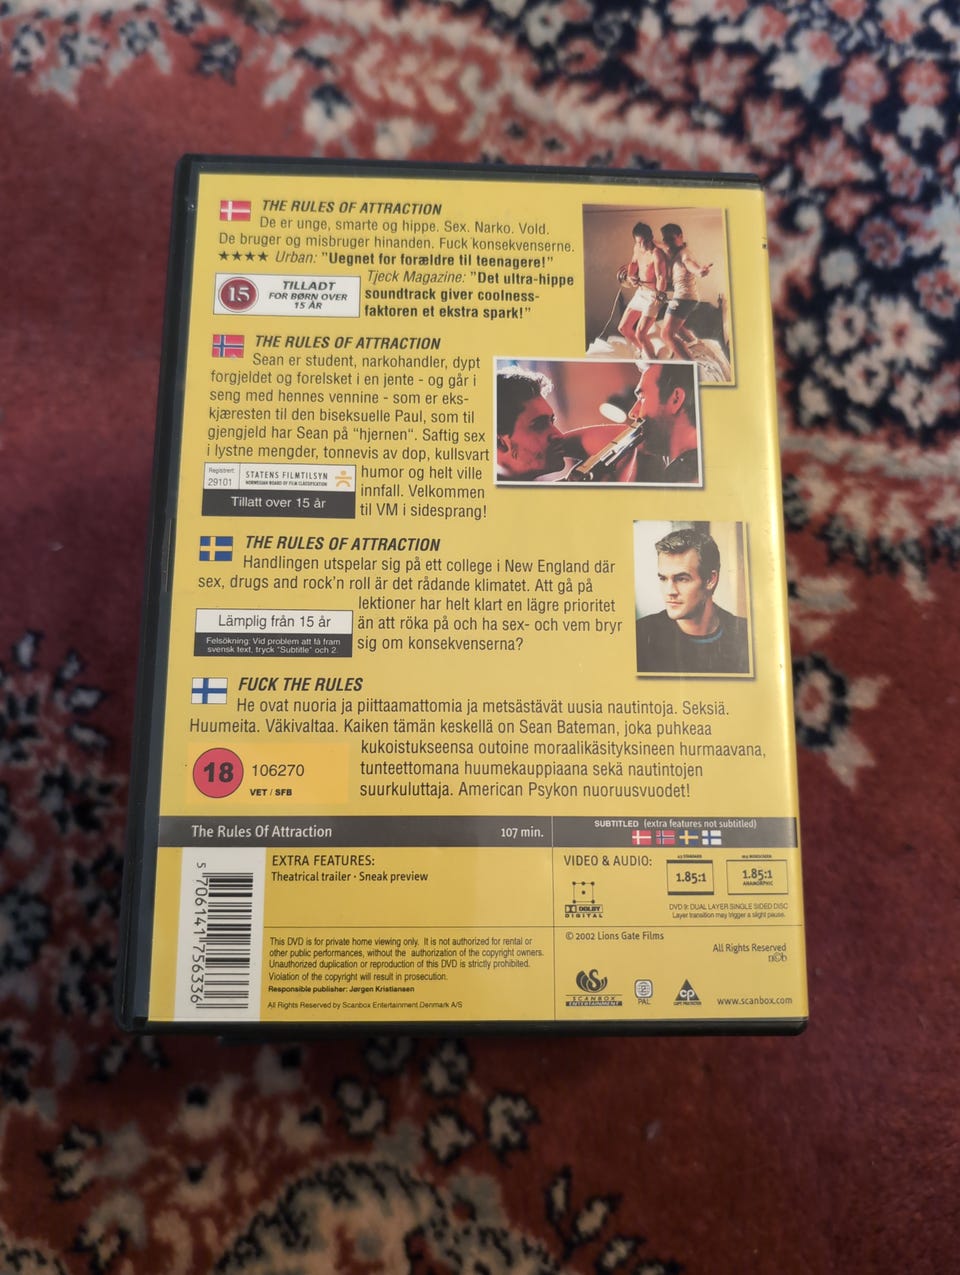 THE RULES OF ATTRACTION
De er unge, smarte og hippe. Sex. Narko. Vold.
De bruger og misbruger hinanden. Fuck konsekvenserne.
★★★★ Urban: "Uegnet for forældre til teenagere!"
Tjeck Magazine: "Det ultra-hippe
soundtrack giver coolness-
faktoren et ekstra spark!"
15
TILLADT
FOR BØRN OVER
15 ÅR
THE RULES OF ATTRACTION
Sean er student, narkohandler, dypt
forgjeldet og forelsket i en jente - og går i
seng med hennes vennine - som er eks-
kjæresten til den biseksuelle Paul, som til
gjengjeld har Sean på "hjernen". Saftig sex
i lystne mengder, tonnevis av dop, kullsvart
humor og helt ville
innfall. Velkommen
til VM i sidesprang!
Registrert:
29101
STATENS FILMTILSYN
NORWEGIAN BOARD OF FILM CLASSIFICATION
Tillatt over 15 år
THE RULES OF ATTRACTION
Handlingen utspelar sig på ett college i New England där
sex, drugs and rock'n roll är det rådande klimatet. Att gå på
lektioner har helt klart en lägre prioritet
än att röka på och ha sex- och vem bryr
sig om konsekvenserna?
Lämplig från 15 år
Felsökning: Vid problem att få fram
svensk text, tryck "Subtitle" och 2
FUCK THE RULES
He ovat nuoria ja piittaamattomia ja metsästävät uusia nautintoja. Seksiä.
Huumeita. Väkivaltaa. Kaiken tämän keskellä on Sean Bateman, joka puhkeaa
kukoistukseensa outoine moraalikäsityksineen hurmaavana,
tunteettomana huumekauppiaana sekä nautintojen
suurkuluttaja. American Psykon nuoruusvuodet!
18
106270
VET / SFB
The Rules Of Attraction
107 min.
SUBTITLED (extra features not subtitled)
5 706141 756336
EXTRA FEATURES:
Theatrical trailer · Sneak preview
VIDEO & AUDIO:
DOLBY
DIGITAL
4:3 STANDARD
1.85:1
16:9 WIDESCREEN
1.85:1
ANAMORPHIC
DVD 9: DUAL LAYER SINGLE SIDED DISC
Layer transition may trigger a slight pause.
This DVD is for private home viewing only. It is not authorized for rental or
other public performances, without the authorization of the copyright owners.
Unauthorized duplication or reproduction of this DVD is strictly prohibited.
Violation of the copyright will result in prosecution.
Responsible publisher: Jørgen Kristiansen
All Rights Reserved by Scanbox Entertainment Denmark A/S
© 2002 Lions Gate Films
All Rights Reserved
n©b
SCANBOX
ENTERTAINMENT
2
PAL
CP
COPY PROTECTED
www.scanbox.com